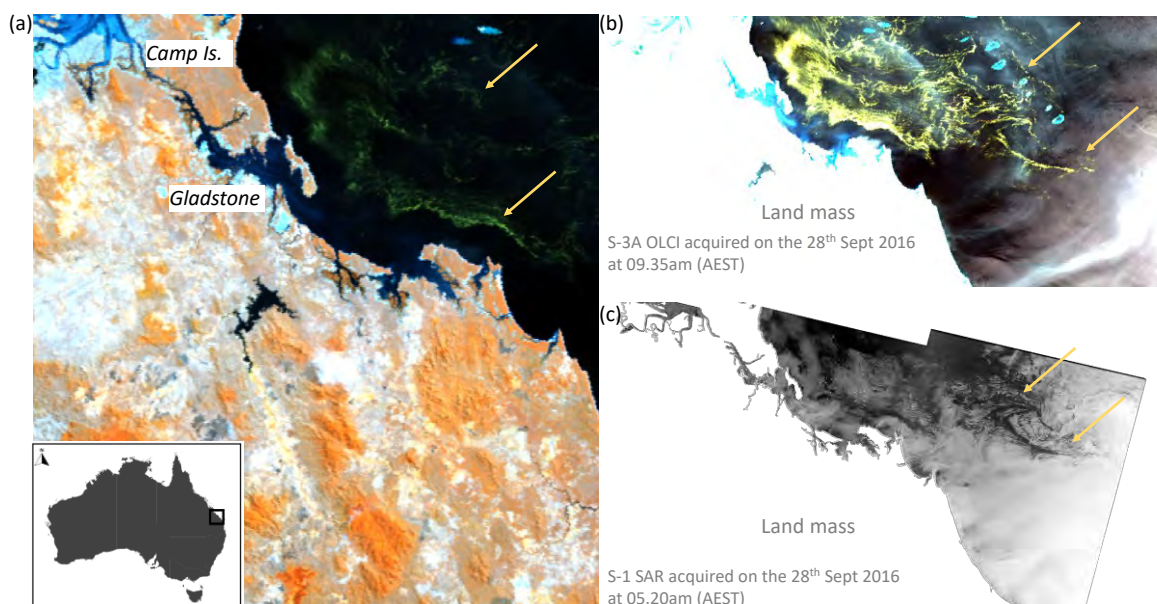 (a)
Camp Is.
Gladstone
(b)
Land mass
S-3A OLCI acquired on the 28th Sept 2016
at 09.35am (AEST)
(c)
Land mass
S-1 SAR acquired on the 28th Sept 2016
at 05.20am (AEST)